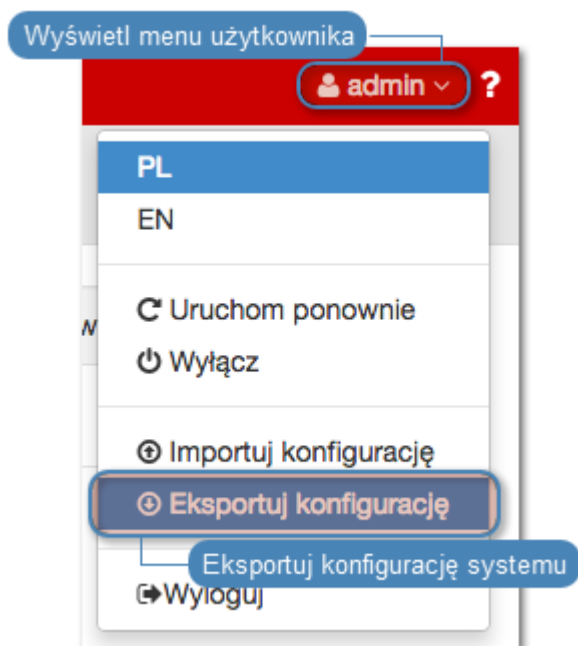 Wyświetl menu użytkownika
admin ?
PL
EN
w
Uruchom ponownie
Wyłącz
Importuj konfigurację
Eksportuj konfigurację
Eksportuj konfigurację systemu
Wyloguj